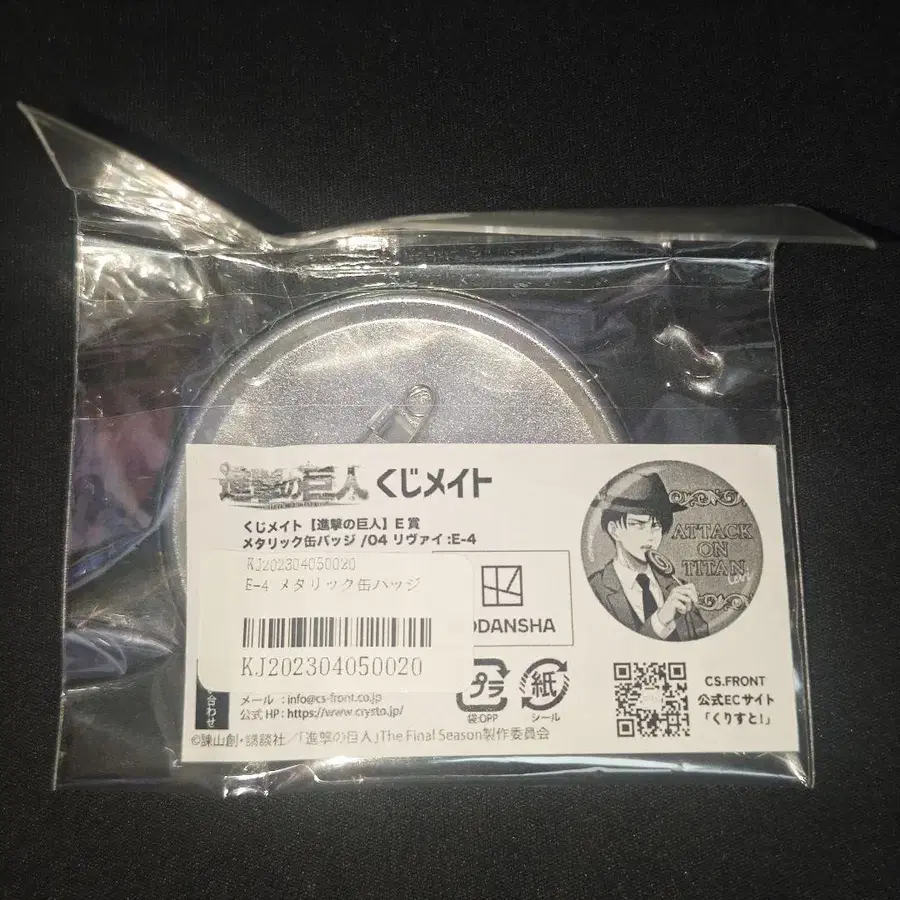 進撃の巨人 くじメイト
くじメイト【進撃の巨人】E賞
メタリック缶バッジ /04 リヴァイ :E-4
KJ202304050020
E-4 メタリック缶バッジ
KJ202304050020
ODANSHA
ATTACK
ON
TITAN
Levi
プラ
袋:OPP
紙
シール
合わせ
メール : info@cs-front.co.jp
公式HP: https://www.crysto.jp/
CS.FRONT
公式ECサイト
「くりすと!」
©諫山創・講談社/「進撃の巨人」The Final Season製作委員会